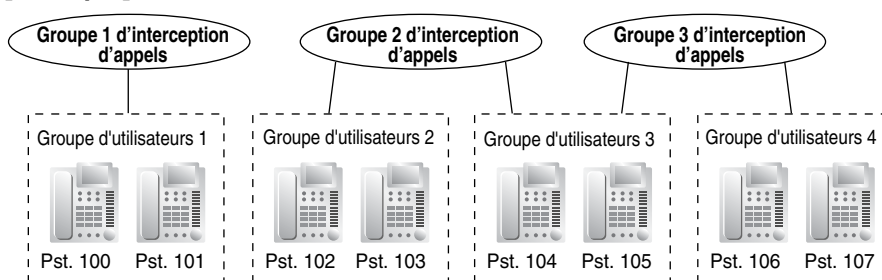 Groupe 1 d’interception
d’appels
Groupe 2 d’interception
d’appels
Groupe 3 d’interception
d’appels
Groupe d'utilisateurs 1
Groupe d'utilisateurs 2
Groupe d'utilisateurs 3
Groupe d'utilisateurs 4
Pst. 100 Pst. 101 Pst. 102 Pst. 103 Pst. 104 Pst. 105 Pst. 106 Pst. 107